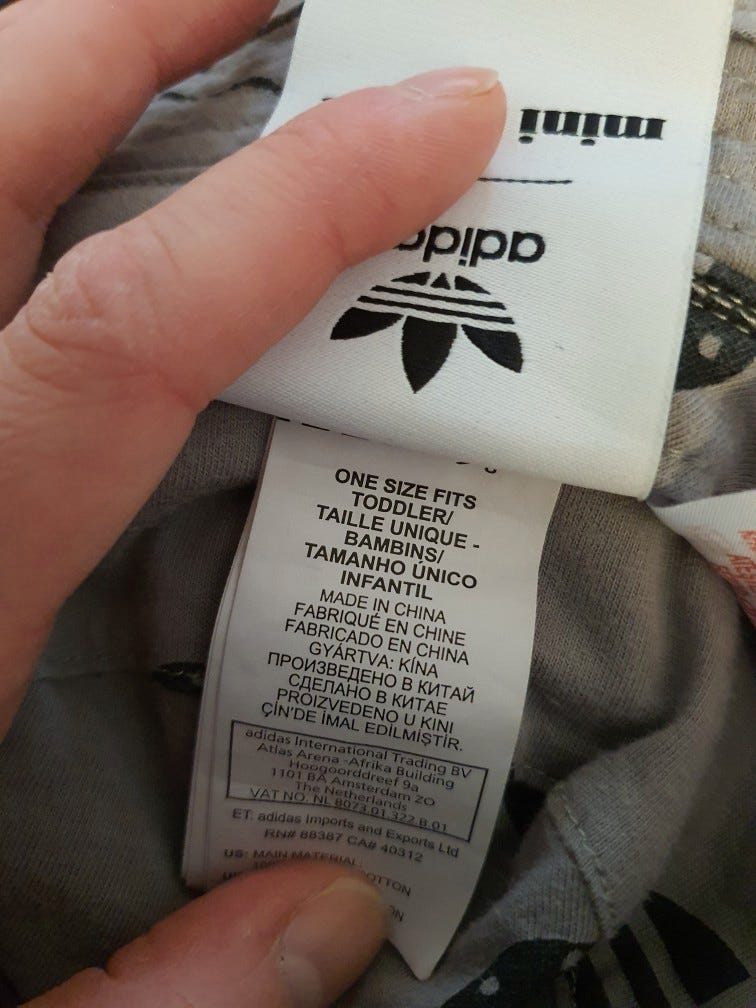 mini
adidas
ONE SIZE FITS
TODDLER/
TAILLE UNIQUE -
BAMBINS/
TAMANHO ÚNICO
INFANTIL
MADE IN CHINA
FABRIQUÉ EN CHINE
FABRICADO EN CHINA
GYÁRTVA: KÍNA
ПРОИЗВЕДЕНО В КИТАЙ
СДЕЛАНО В КИТАЕ
PROIZVEDENO U KINI
ÇİN'DE İMAL EDİLMİŞTİR.
adidas International Trading BV
Atlas Arena -Afrika Building
Hoogoorddreef 9a
1101 BA Amsterdam ZO
The Netherlands
VAT NO. NL 8073.01.322.B.01
ET: adidas Imports and Exports Ltd
RN# 88387 CA# 40312
US: MAIN MATERIAL:
COTTON